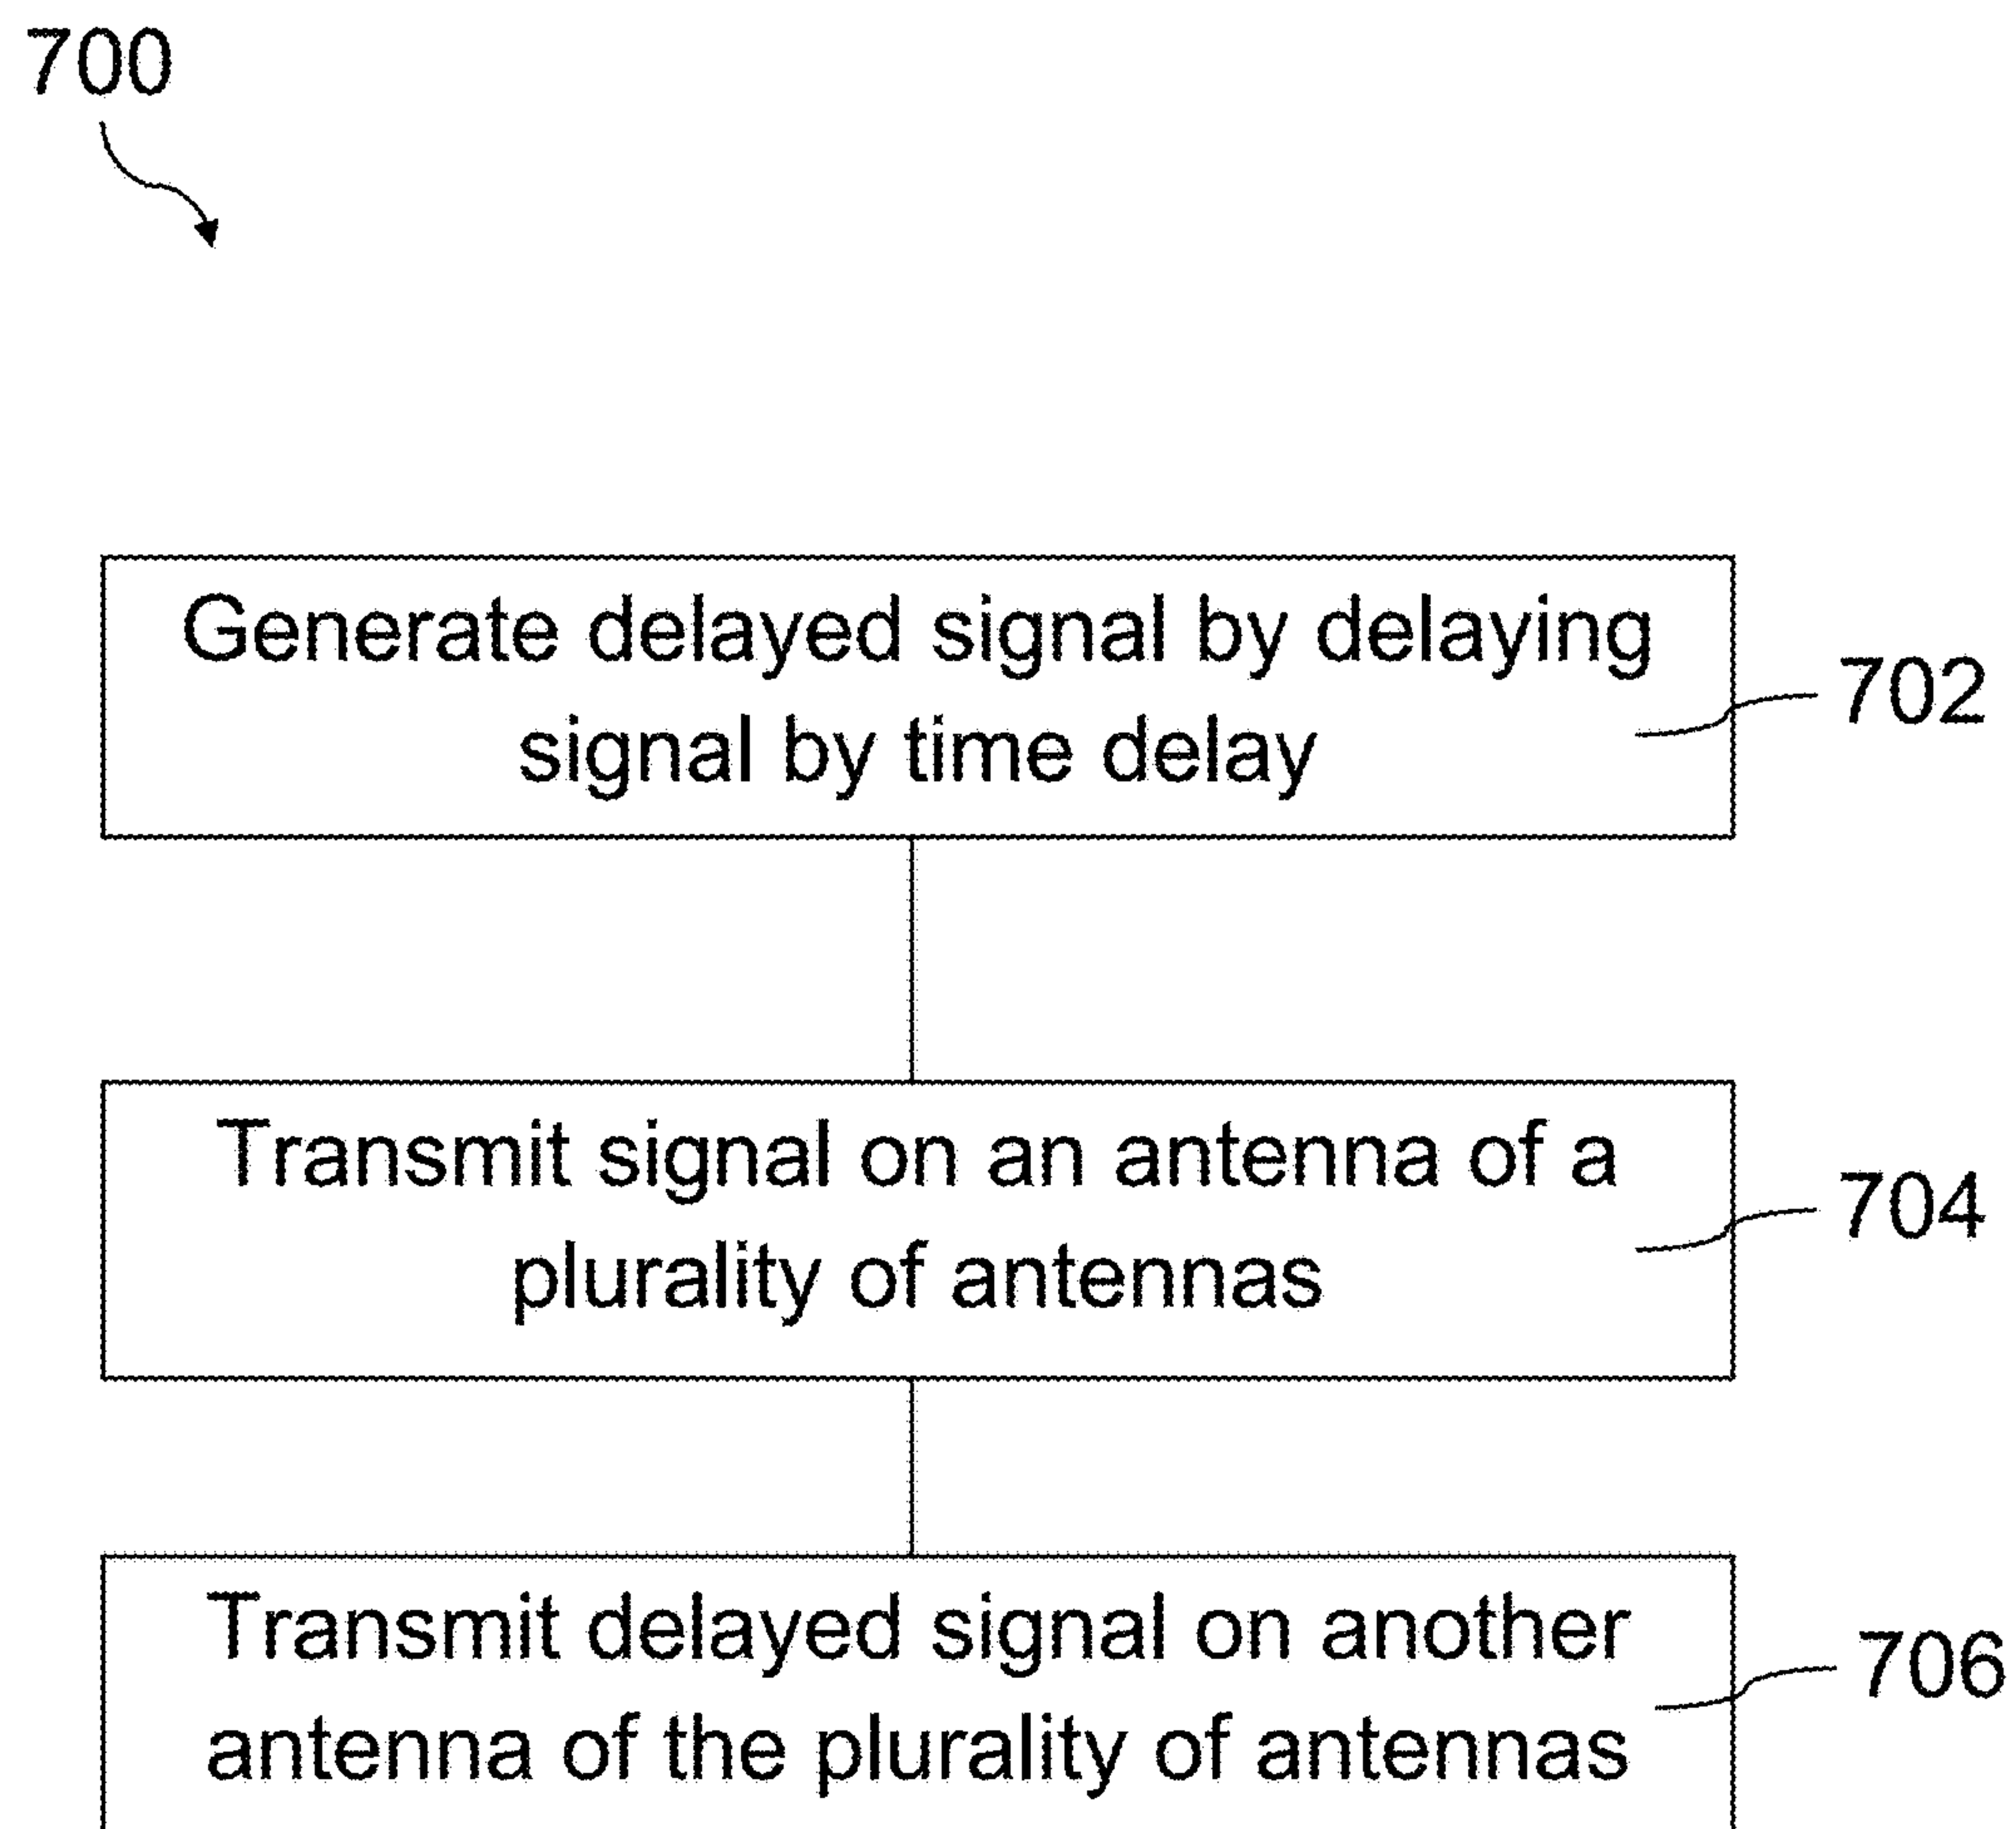 700
Generate delayed signal by delaying
signal by time delay
702
Transmit signal on an antenna of a
plurality of antennas
704
Transmit delayed signal on another
antenna of the plurality of antennas
706